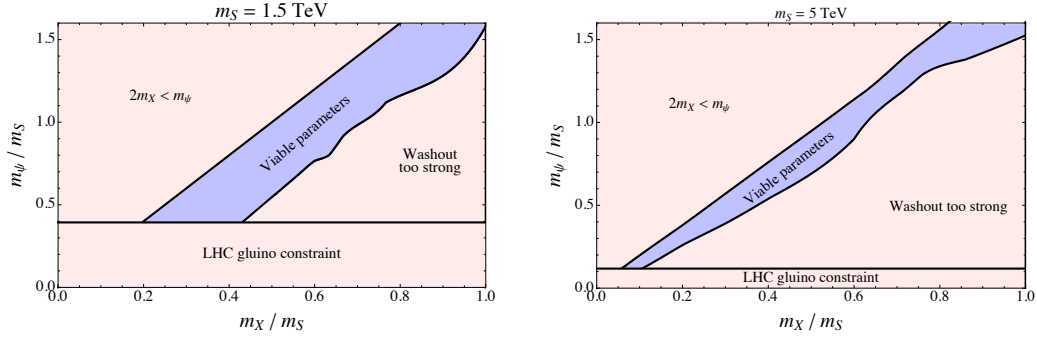 m_S = 1.5 TeV
1.5
1.0
0.5
0.0
m_ψ / m_S
2m_X < m_ψ
Viable parameters
Washout
too strong
LHC gluino constraint
0.0 0.2 0.4 0.6 0.8 1.0
m_X / m_S
m_S = 5 TeV
1.5
1.0
0.5
0.0
m_ψ / m_S
2m_X < m_ψ
Viable parameters
Washout too strong
LHC gluino constraint
0.0 0.2 0.4 0.6 0.8 1.0
m_X / m_S